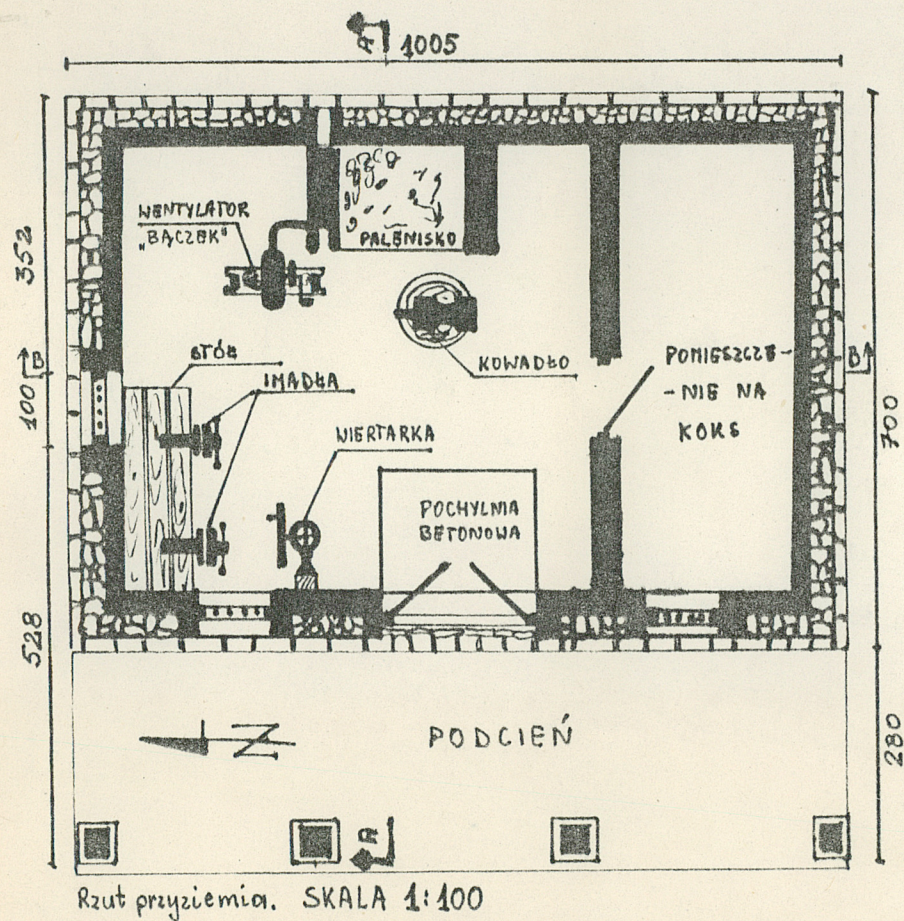 A
1005
WENTYLATOR
„BĄCZEK”
PALENISKO
352
B
STÓŁ
IMADŁA
KOWADŁO
POMIESZCZE-
-NIE NA
KOKS
B
100
700
WIERTARKA
POCHYLNIA
BETONOWA
528
N
PODCIEŃ
280
A
Rzut przyziemia. SKALA 1:100